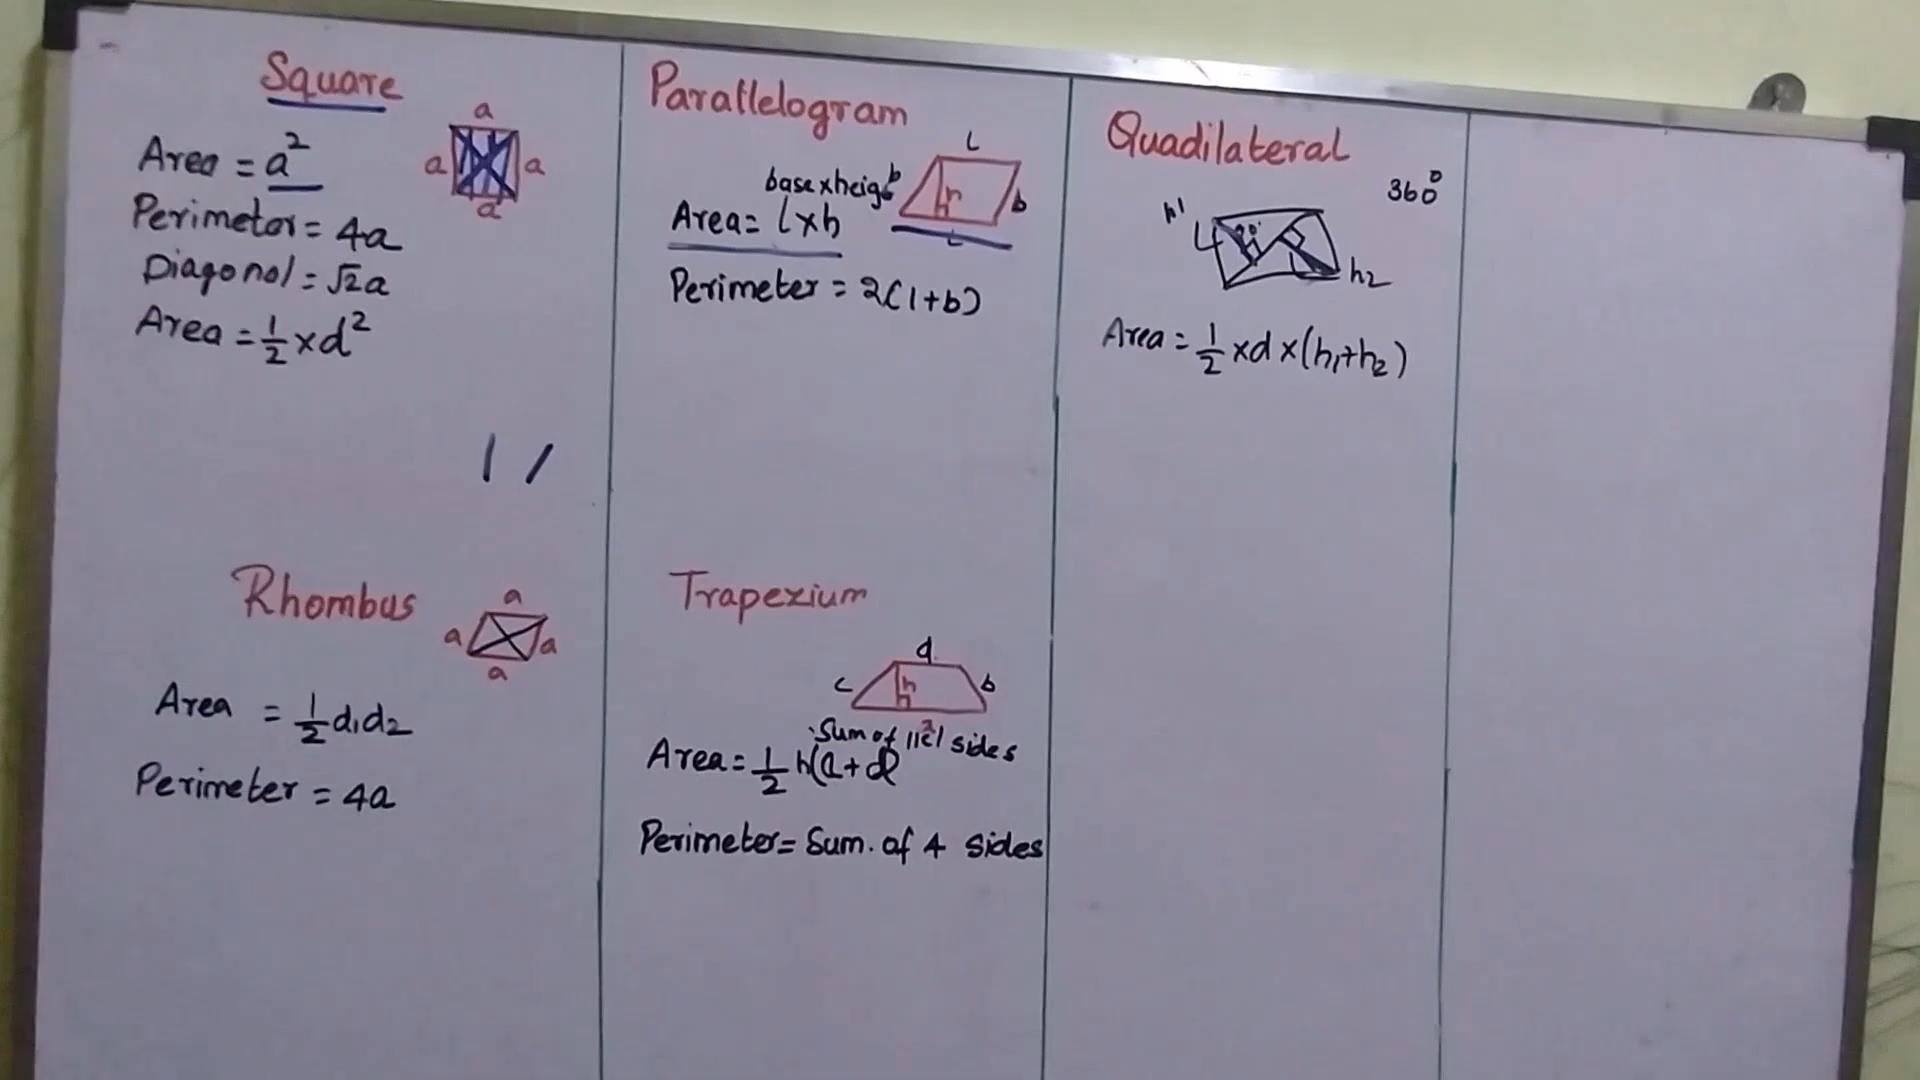 Square
a
a a
a
Area = a²
Perimeter = 4a
Diagonal = √2a
Area = 1/2 × d²
Rhombus
a
a a
a
Area = 1/2 d₁d₂
Perimeter = 4a
Parallelogram
L
base x heig b
h b
Area = l×h
L
Perimeter = 2(l+b)
Trapezium
d
c h b
Sum of ||el sides
Area = 1/2 h(a+d)
Perimeter = Sum. of 4 sides
Quadilateral
360°
h1
90°
h2
Area = 1/2 × d × (h₁+h₂)